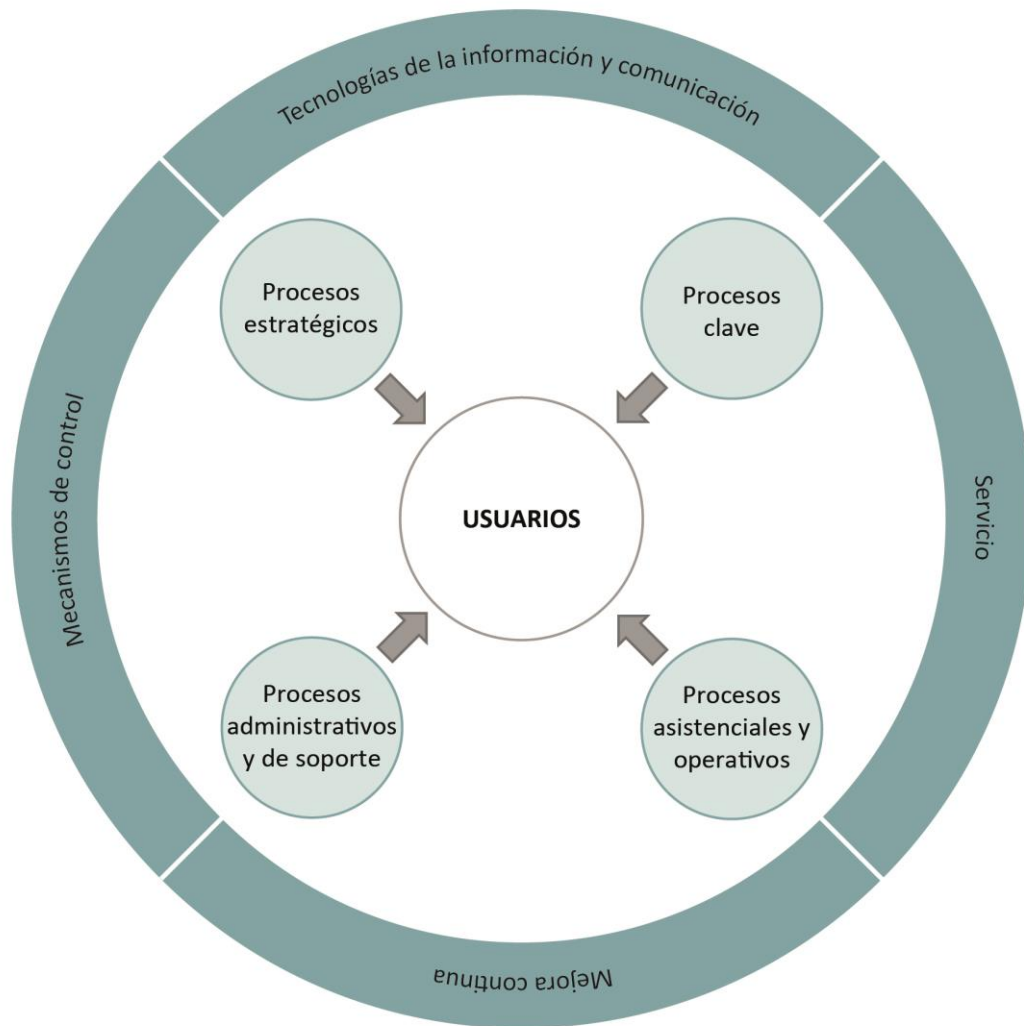 Tecnologías de la información y comunicación
Procesos
estratégicos
Procesos
clave
Mecanismos de control
USUARIOS
Servicio
Procesos
administrativos
y de soporte
Procesos
asistenciales y
operativos
Mejora continua